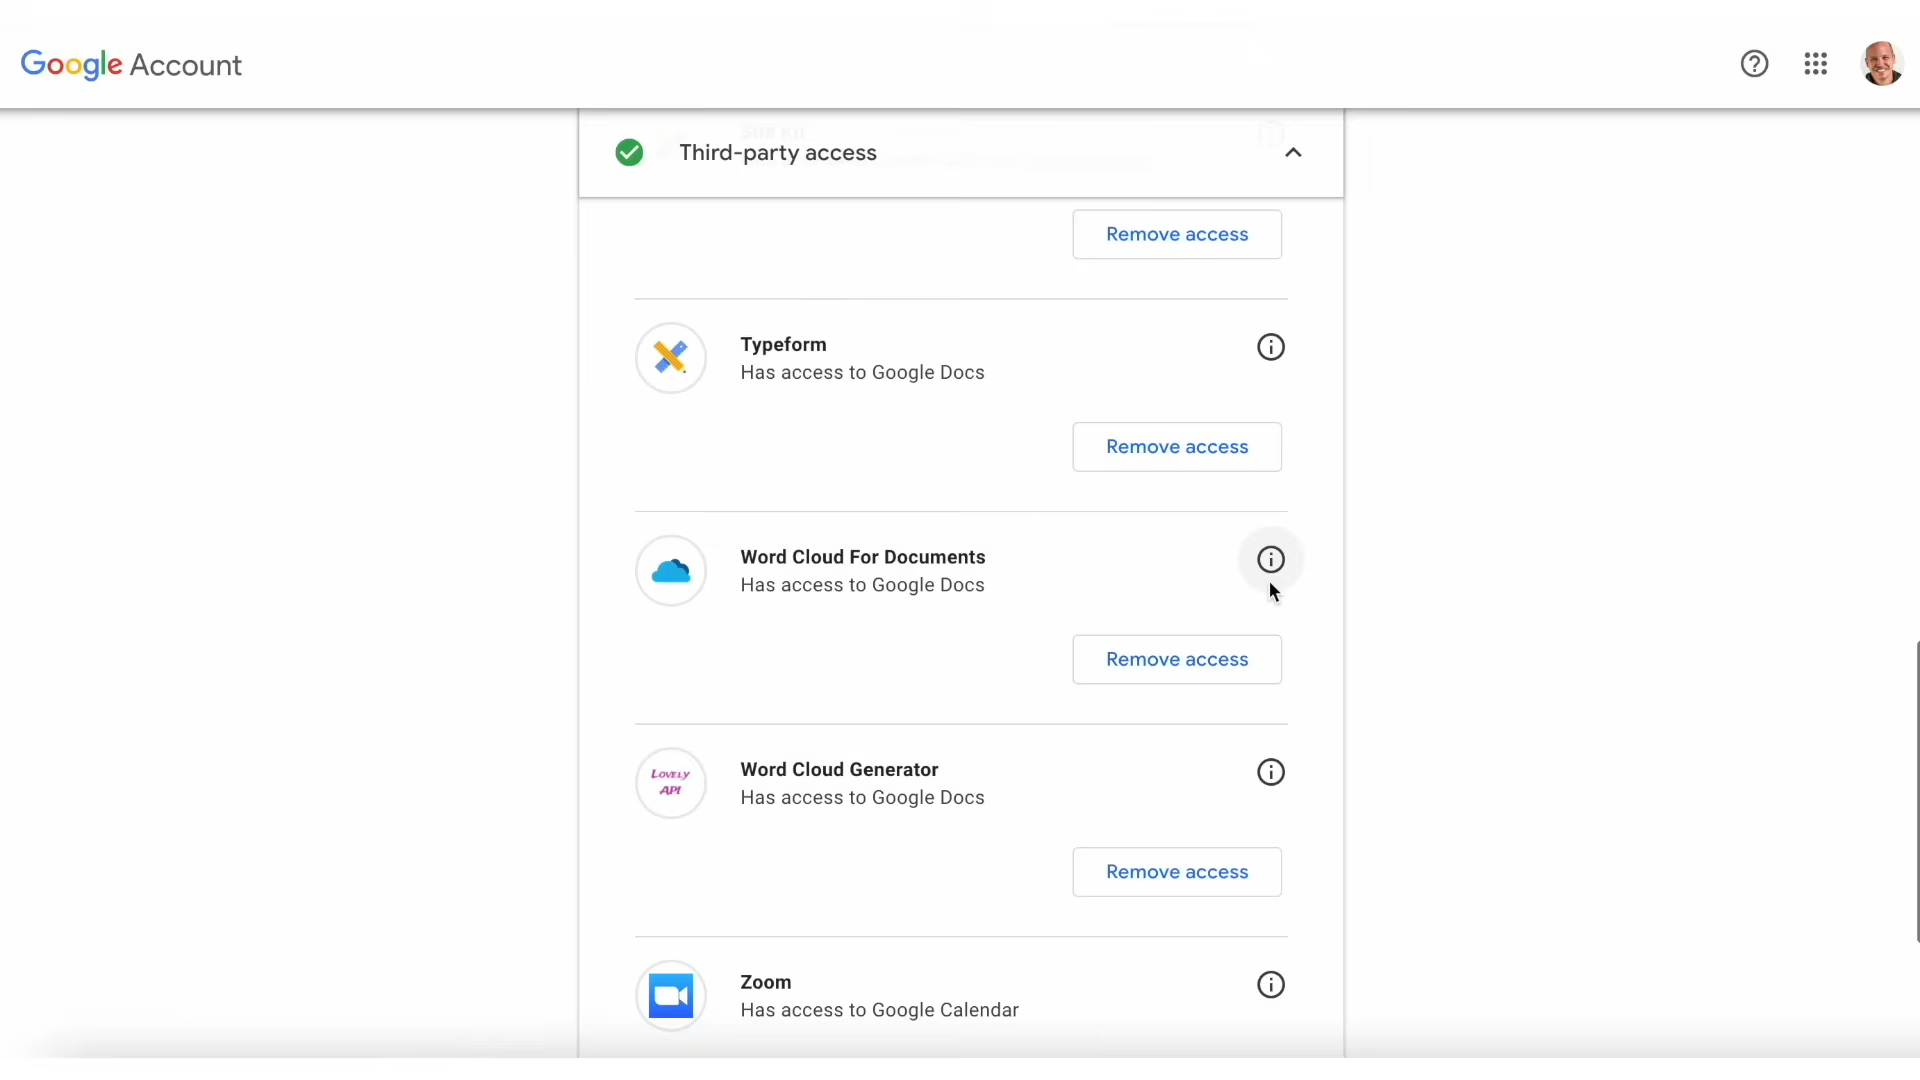 Google Account
Site Kit
Third-party access
Remove access
Typeform
Has access to Google Docs
Remove access
Word Cloud For Documents
Has access to Google Docs
Remove access
LOVELY
API
Word Cloud Generator
Has access to Google Docs
Remove access
Zoom
Has access to Google Calendar